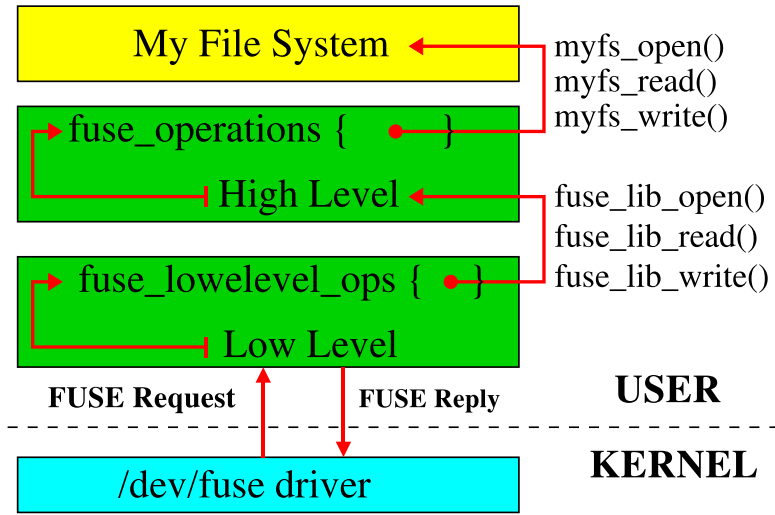 My File System
myfs_open()
myfs_read()
myfs_write()
fuse_operations { }
High Level
fuse_lib_open()
fuse_lib_read()
fuse_lib_write()
fuse_lowelevel_ops { }
Low Level
FUSE Request
FUSE Reply
USER
KERNEL
/dev/fuse driver